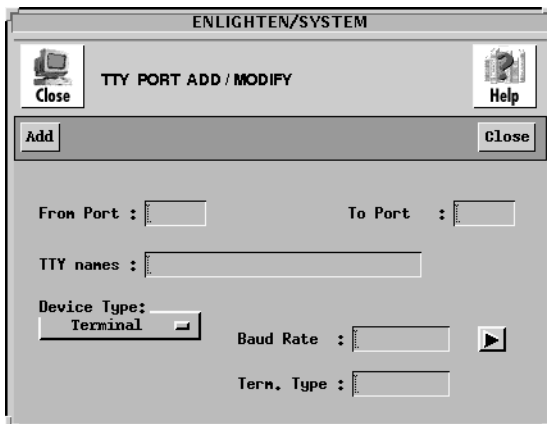 ENLIGHTEN/SYSTEM
Close
TTY PORT ADD / MODIFY
Help
Add
Close
From Port :
To Port :
TTY names :
Device Type:
Terminal
Baud Rate :
Term. Type :